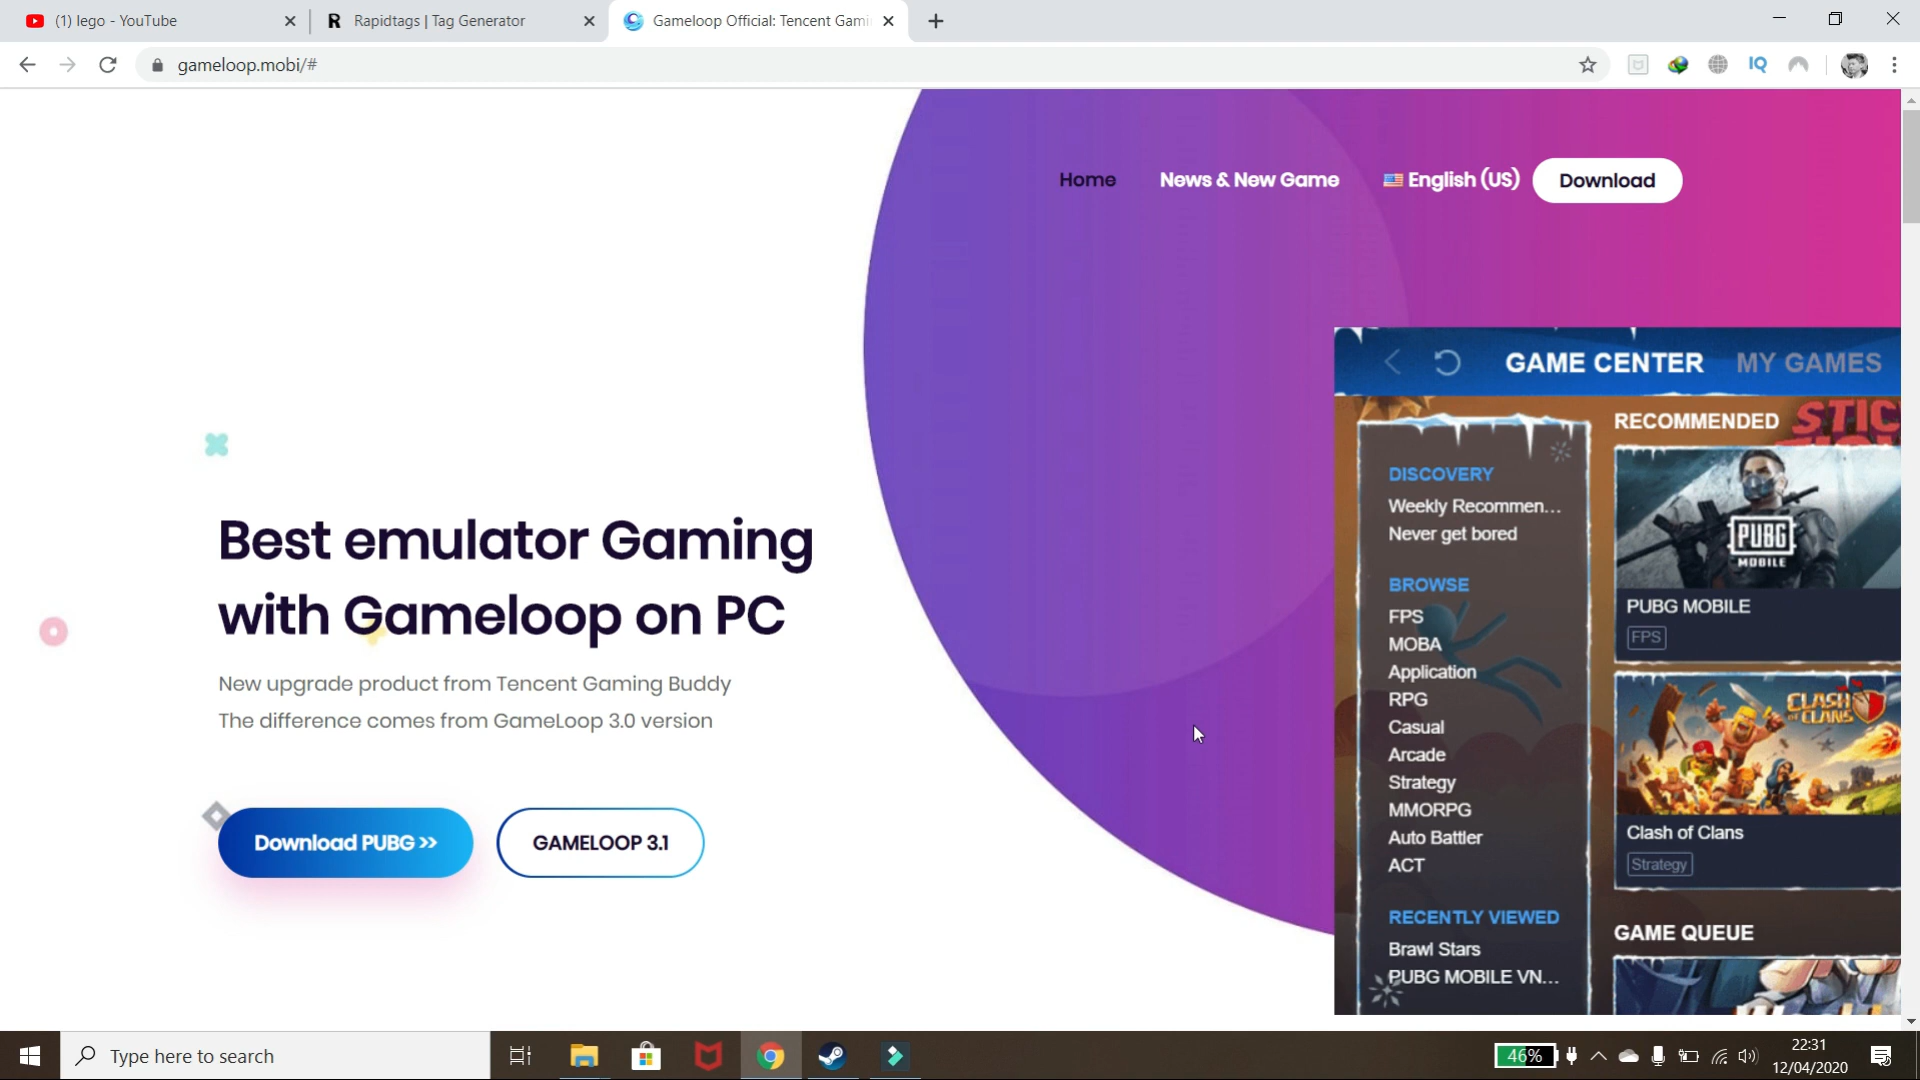 (1) lego - YouTube
Rapidtags | Tag Generator
Gameloop Official: Tencent Gami
gameloop.mobi/#
IQ
Home
News & New Game
English (US)
Download
Best emulator Gaming
with Gameloop on PC
New upgrade product from Tencent Gaming Buddy
The difference comes from GameLoop 3.0 version
Download PUBG >>
GAMELOOP 3.1
GAME CENTER
MY GAMES
DISCOVERY
Weekly Recommen...
Never get bored
BROWSE
FPS
MOBA
Application
RPG
Casual
Arcade
Strategy
MMORPG
Auto Battler
ACT
RECENTLY VIEWED
Brawl Stars
PUBG MOBILE VN...
RECOMMENDED
STIC
PUBG
MOBILE
PUBG MOBILE
FPS
CLASH
OF CLANS
Clash of Clans
Strategy
GAME QUEUE
Type here to search
46%
22:31
12/04/2020